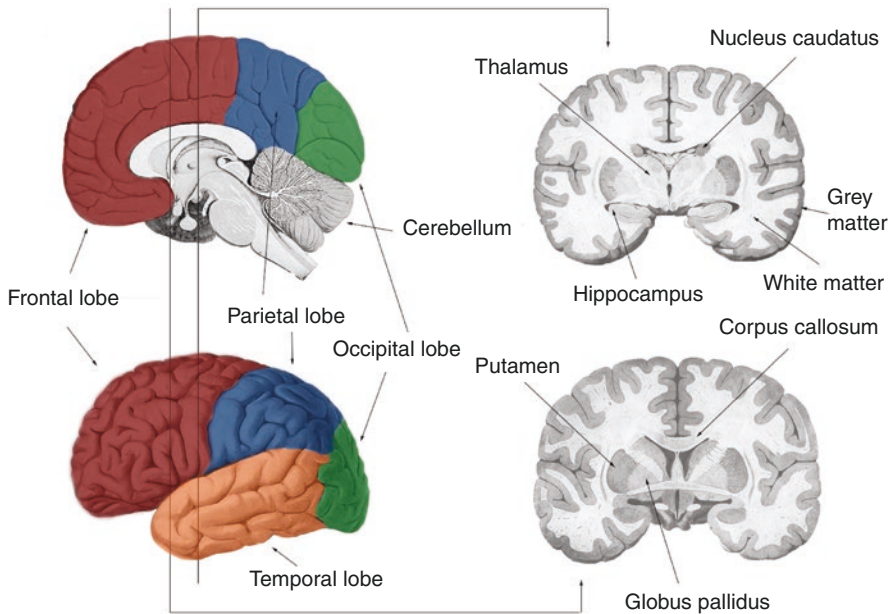 Nucleus caudatus
Thalamus
Grey
matter
Cerebellum
White matter
Hippocampus
Frontal lobe
Parietal lobe
Occipital lobe
Corpus callosum
Putamen
Temporal lobe
Globus pallidus